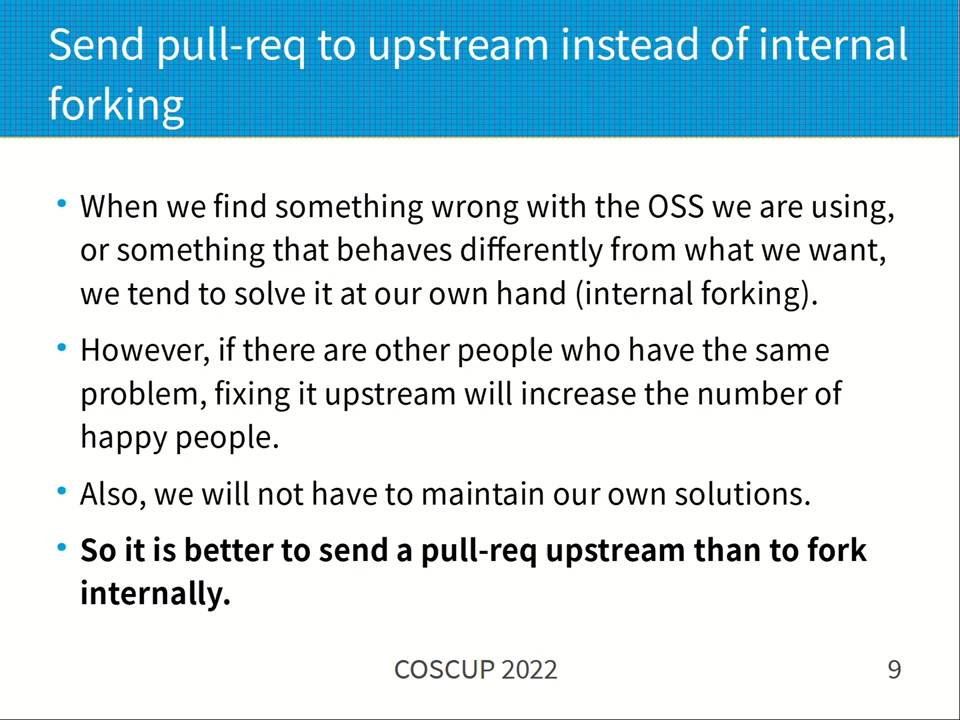 Send pull-req to upstream instead of internal
forking
• When we find something wrong with the OSS we are using,
or something that behaves differently from what we want,
we tend to solve it at our own hand (internal forking).
• However, if there are other people who have the same
problem, fixing it upstream will increase the number of
happy people.
• Also, we will not have to maintain our own solutions.
• So it is better to send a pull-req upstream than to fork
internally.
COSCUP 2022
9